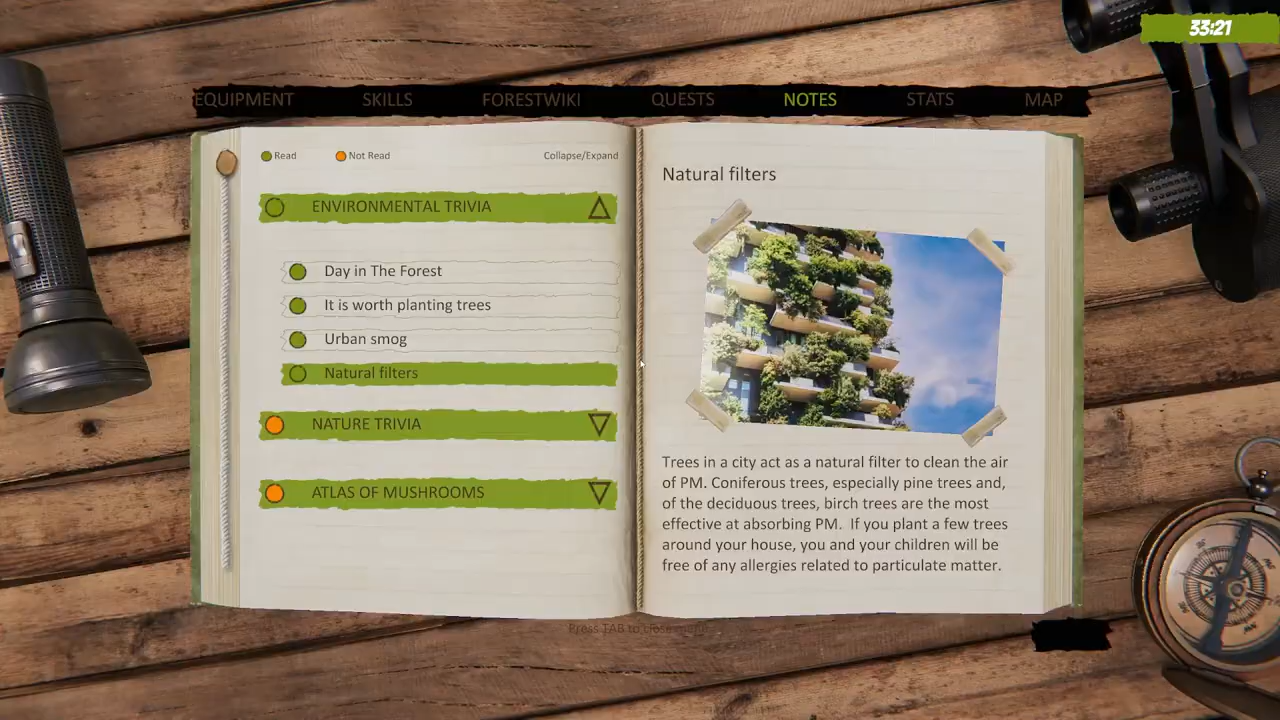 33:21
EQUIPMENT SKILLS FORESTWIKI QUESTS NOTES STATS MAP
Read Not Read Collapse/Expand
ENVIRONMENTAL TRIVIA
Day in The Forest
It is worth planting trees
Urban smog
Natural filters
NATURE TRIVIA
ATLAS OF MUSHROOMS
Natural filters
Trees in a city act as a natural filter to clean the air
of PM. Coniferous trees, especially pine trees and,
of the deciduous trees, birch trees are the most
effective at absorbing PM.  If you plant a few trees
around your house, you and your children will be
free of any allergies related to particulate matter.
Press TAB to close